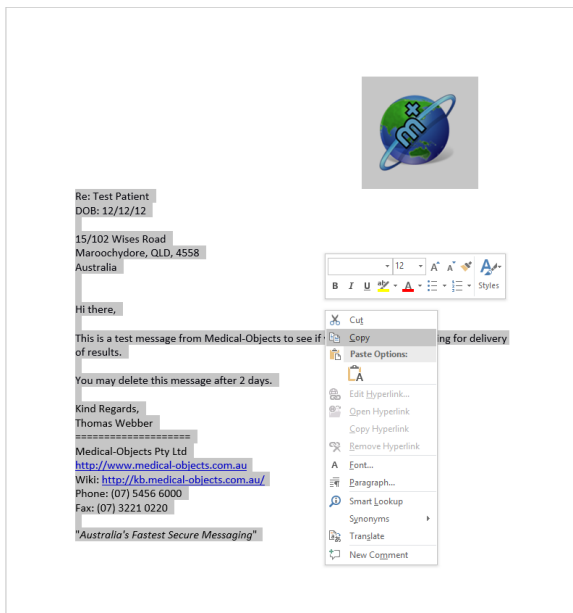 m+
Re: Test Patient
DOB: 12/12/12
15/102 Wises Road
Maroochydore, QLD, 4558
Australia
12
B I U ab A Styles
Hi there,
This is a test message from Medical-Objects to see if
ing for delivery
of results.
You may delete this message after 2 days.
Kind Regards,
Thomas Webber
====================
Medical-Objects Pty Ltd
http://www.medical-objects.com.au
Wiki: http://kb.medical-objects.com.au/
Phone: (07) 5456 6000
Fax: (07) 3221 0220
"Australia's Fastest Secure Messaging"
Cut
Copy
Paste Options:
Edit Hyperlink...
Open Hyperlink
Copy Hyperlink
Remove Hyperlink
Font...
Paragraph...
Smart Lookup
Synonyms
Translate
New Comment